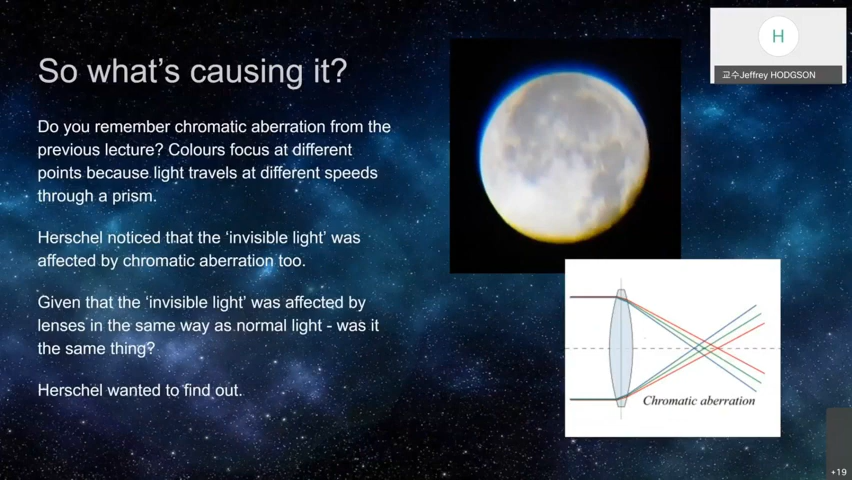 So what's causing it?
Do you remember chromatic aberration from the
previous lecture? Colours focus at different
points because light travels at different speeds
through a prism.
Herschel noticed that the 'invisible light' was
affected by chromatic aberration too.
Given that the 'invisible light' was affected by
lenses in the same way as normal light - was it
the same thing?
Herschel wanted to find out.
H
교수Jeffrey HODGSON
Chromatic aberration
+19